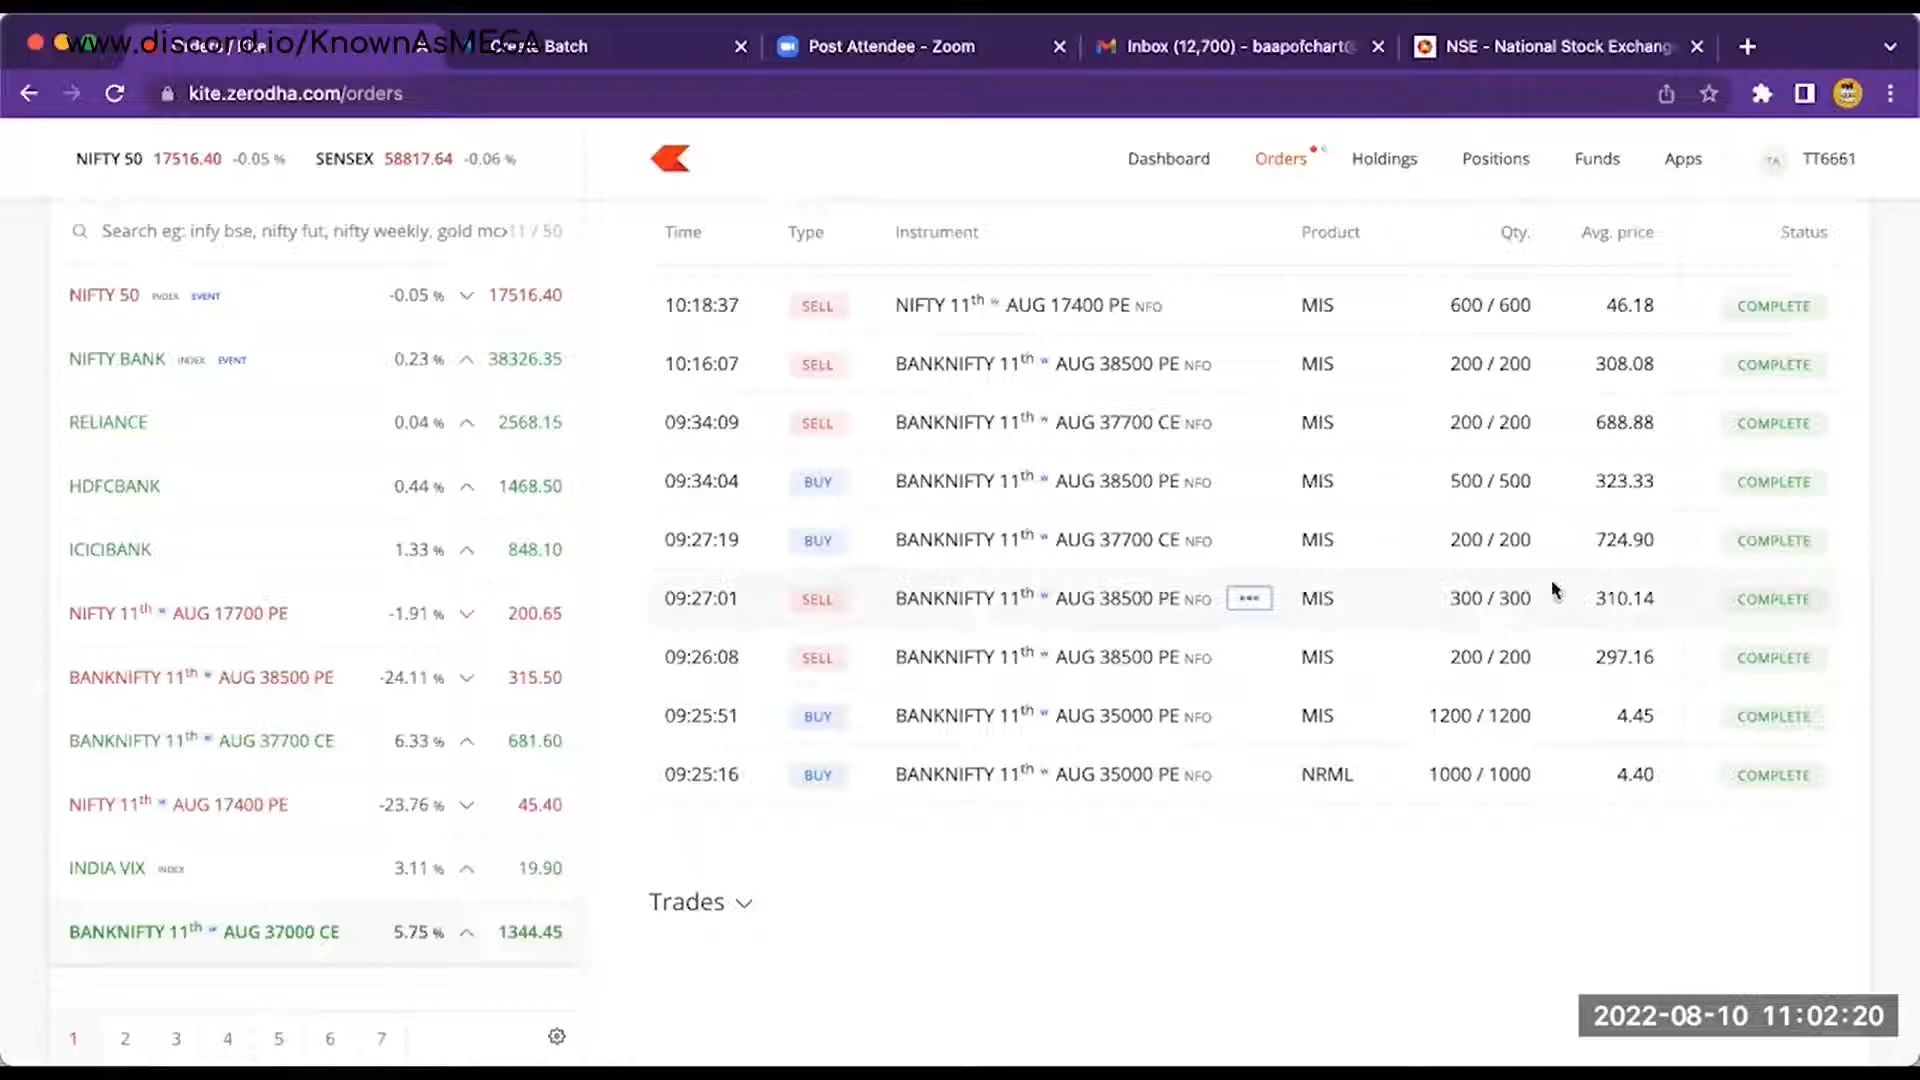 www.discord.io/KnownAsMEGA
Orders / Kite
Create Batch
Post Attendee - Zoom
Inbox (12,700) - baapofchart@
NSE - National Stock Exchang
kite.zerodha.com/orders
NIFTY 50 17516.40 -0.05 % SENSEX 58817.64 -0.06 %
Dashboard Orders 6 Holdings Positions Funds Apps TA TT6661
Search eg: infy bse, nifty fut, nifty weekly, gold mcx 11 / 50
NIFTY 50 INDEX EVENT -0.05 % 17516.40
NIFTY BANK INDEX EVENT 0.23 % 38326.35
RELIANCE 0.04 % 2568.15
HDFCBANK 0.44 % 1468.50
ICICIBANK 1.33 % 848.10
NIFTY 11th w AUG 17700 PE -1.91 % 200.65
BANKNIFTY 11th w AUG 38500 PE -24.11 % 315.50
BANKNIFTY 11th w AUG 37700 CE 6.33 % 681.60
NIFTY 11th w AUG 17400 PE -23.76 % 45.40
INDIA VIX INDEX 3.11 % 19.90
BANKNIFTY 11th w AUG 37000 CE 5.75 % 1344.45
1 2 3 4 5 6 7
Time Type Instrument Product Qty. Avg. price Status
10:18:37 SELL NIFTY 11th w AUG 17400 PE NFO MIS 600 / 600 46.18 COMPLETE
10:16:07 SELL BANKNIFTY 11th w AUG 38500 PE NFO MIS 200 / 200 308.08 COMPLETE
09:34:09 SELL BANKNIFTY 11th w AUG 37700 CE NFO MIS 200 / 200 688.88 COMPLETE
09:34:04 BUY BANKNIFTY 11th w AUG 38500 PE NFO MIS 500 / 500 323.33 COMPLETE
09:27:19 BUY BANKNIFTY 11th w AUG 37700 CE NFO MIS 200 / 200 724.90 COMPLETE
09:27:01 SELL BANKNIFTY 11th w AUG 38500 PE NFO MIS 300 / 300 310.14 COMPLETE
09:26:08 SELL BANKNIFTY 11th w AUG 38500 PE NFO MIS 200 / 200 297.16 COMPLETE
09:25:51 BUY BANKNIFTY 11th w AUG 35000 PE NFO MIS 1200 / 1200 4.45 COMPLETE
09:25:16 BUY BANKNIFTY 11th w AUG 35000 PE NFO NRML 1000 / 1000 4.40 COMPLETE
Trades
2022-08-10 11:02:20